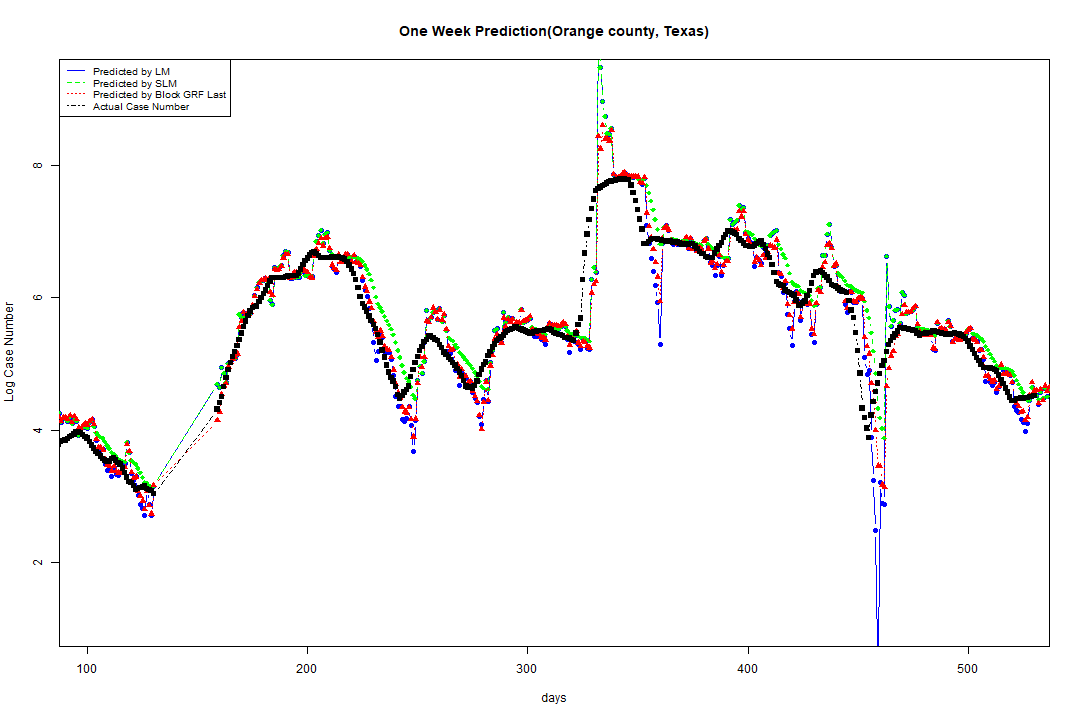 One Week Prediction(Orange county, Texas)
Predicted by LM
Predicted by SLM
Predicted by Block GRF Last
Actual Case Number
8
6
4
2
Log Case Number
100 200 300 400 500
days